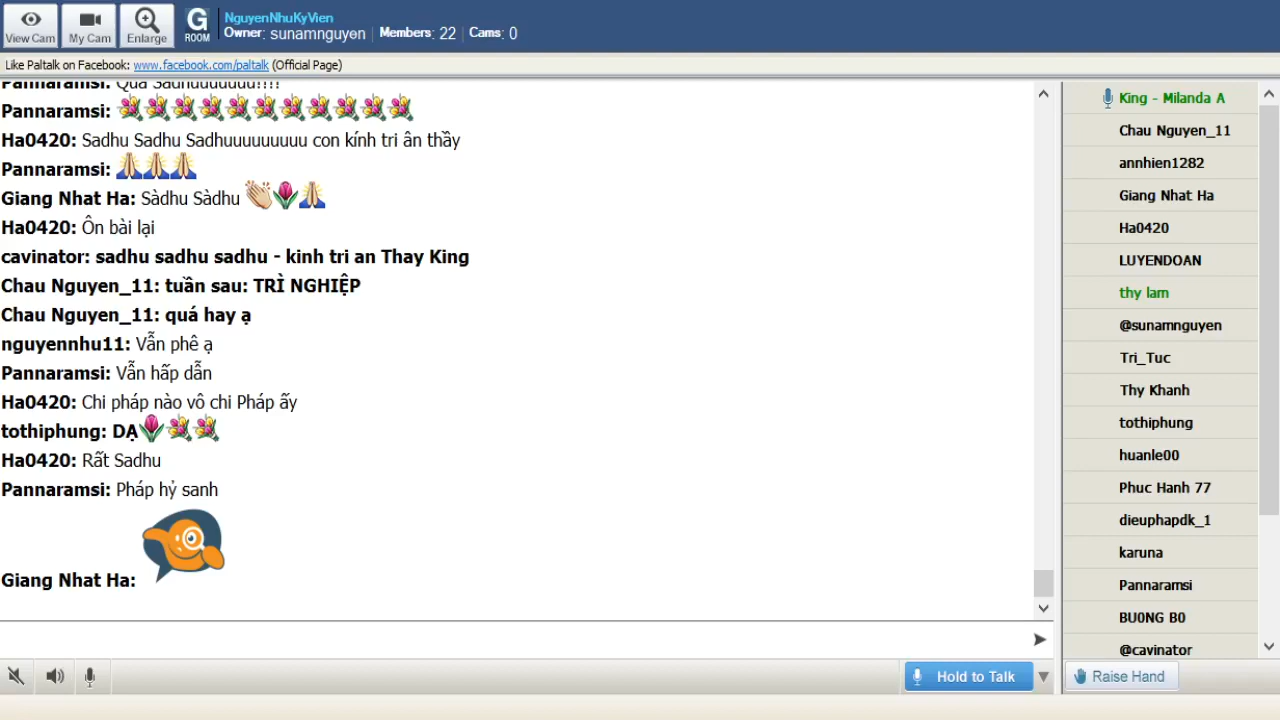 View Cam
My Cam
Enlarge
G
ROOM
NguyenNhuKyVien
Owner: sunamnguyen | Members: 22 | Cams: 0
Like Paltalk on Facebook: www.facebook.com/paltalk (Official Page)
Pannaramsi: Quá Sadhuuuuuuu!!!!
Pannaramsi:
Ha0420: Sadhu Sadhu Sadhuuuuuuuuu con kính tri ân thầy
Pannaramsi:
Giang Nhat Ha: Sàdhu Sàdhu
Ha0420: Ôn bài lại
cavinator: sadhu sadhu sadhu - kinh tri an Thay King
Chau Nguyen_11: tuần sau: TRÌ NGHIỆP
Chau Nguyen_11: quá hay ạ
nguyennhu11: Vẫn phê ạ
Pannaramsi: Vẫn hấp dẫn
Ha0420: Chi pháp nào vô chi Pháp ấy
tothiphung: DẠ
Ha0420: Rất Sadhu
Pannaramsi: Pháp hỷ sanh
Giang Nhat Ha:
King - Milanda A
Chau Nguyen_11
annhien1282
Giang Nhat Ha
Ha0420
LUYENDOAN
thy lam
@sunamnguyen
Tri_Tuc
Thy Khanh
tothiphung
huanle00
Phuc Hanh 77
dieuphapdk_1
karuna
Pannaramsi
BU0NG B0
@cavinator
Hold to Talk
Raise Hand